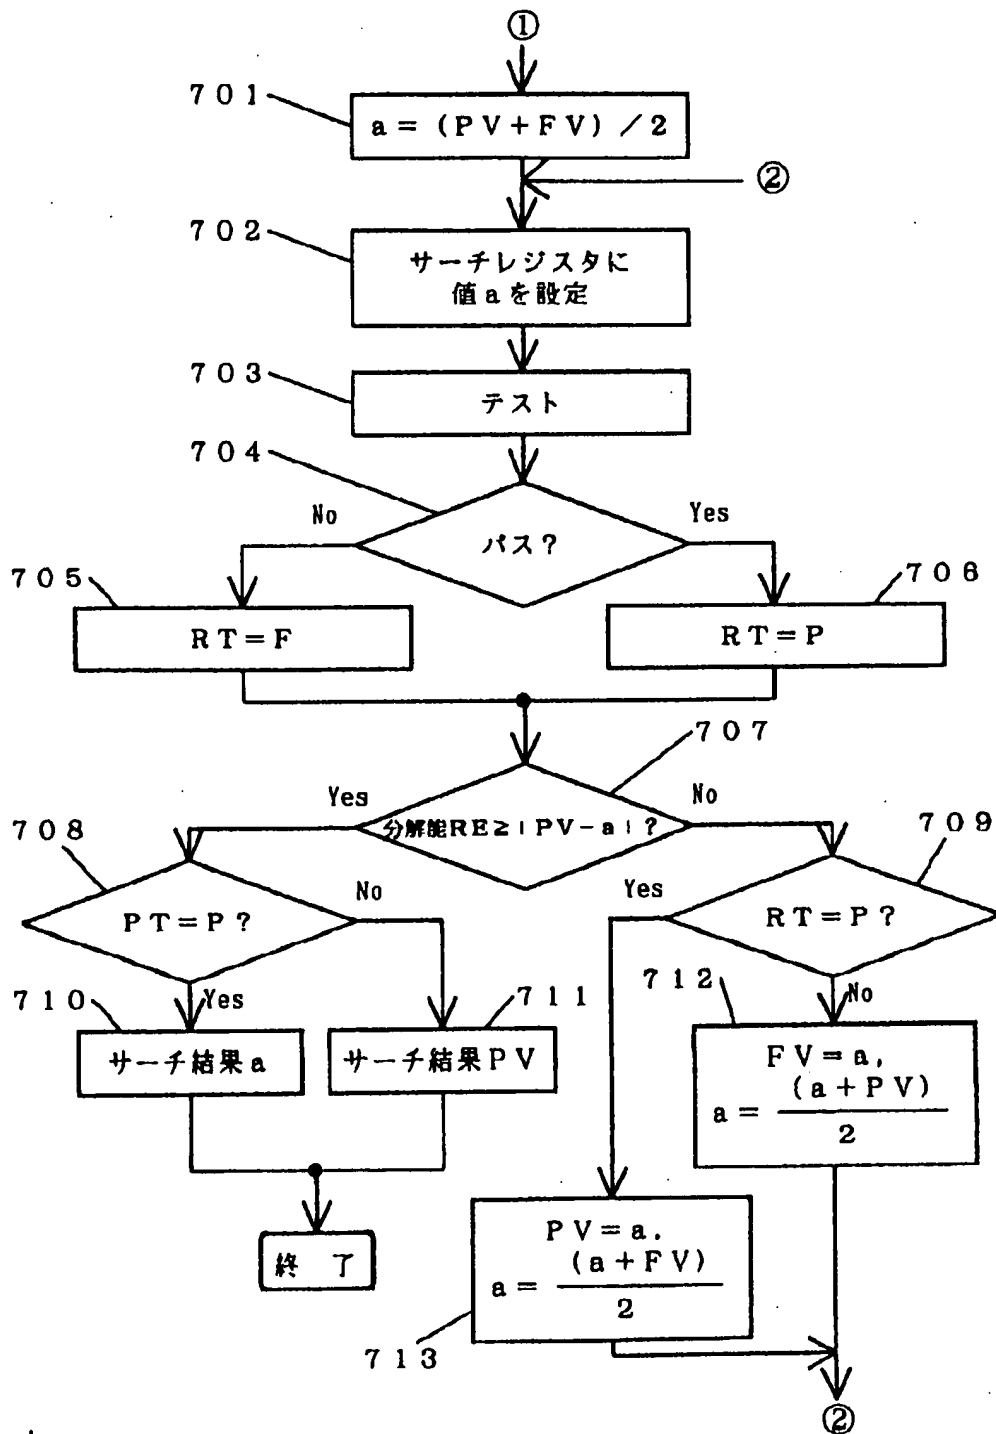 ①
701
a=(PV+FV)/2
②
702
サーチレジスタに
値aを設定
703
テスト
704
No
Yes
パス?
705
706
RT=F
RT=P
707
Yes
No
分解能RE≥|PV-a|?
708
709
No
Yes
PT=P?
RT=P?
710
Yes
711
712
No
サーチ結果a
サーチ結果PV
FV=a,
a=(a+PV)/2
終 了
PV=a.
a=(a+FV)/2
713
②